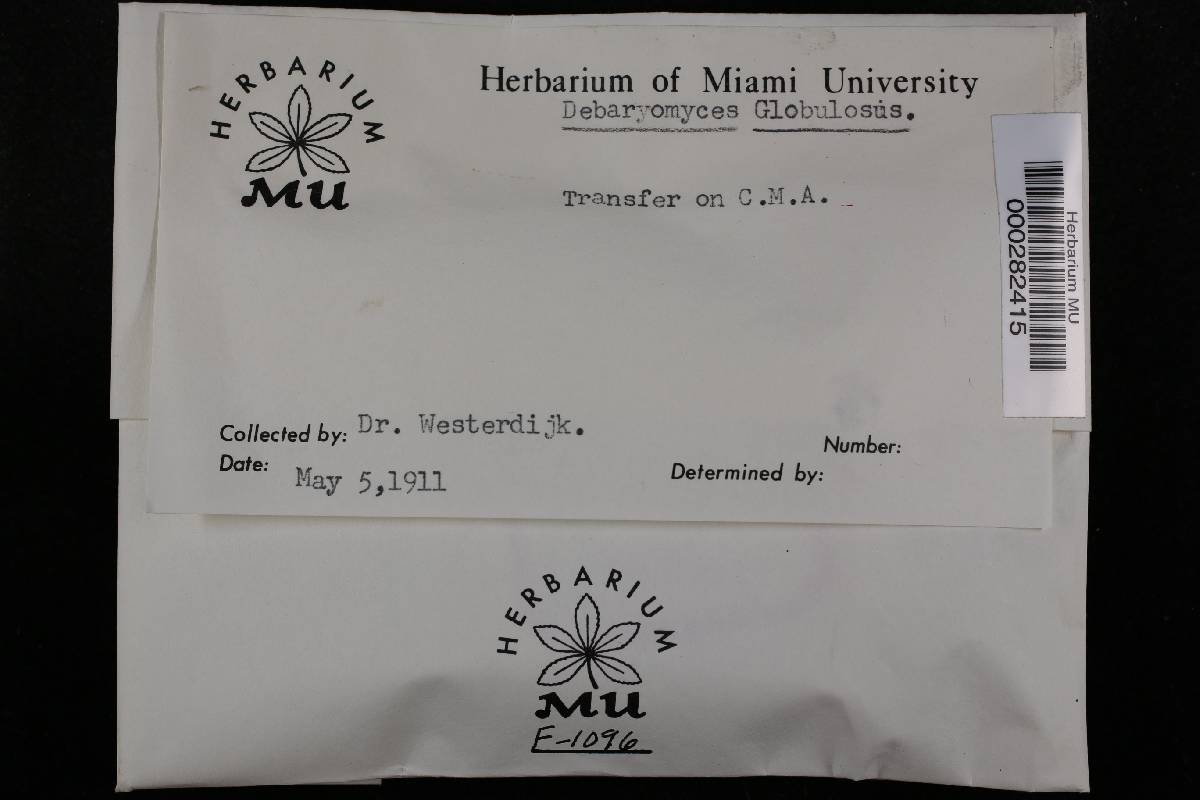 HERBARIUM
MU
Herbarium of Miami University
Debaryomyces Globulosus.
Transfer on C.M.A.
Herbarium MU
000282415
Collected by: Dr. Westerdijk.
Number:
Date: May 5,1911
Determined by:
HERBARIUM
MU
F-1096